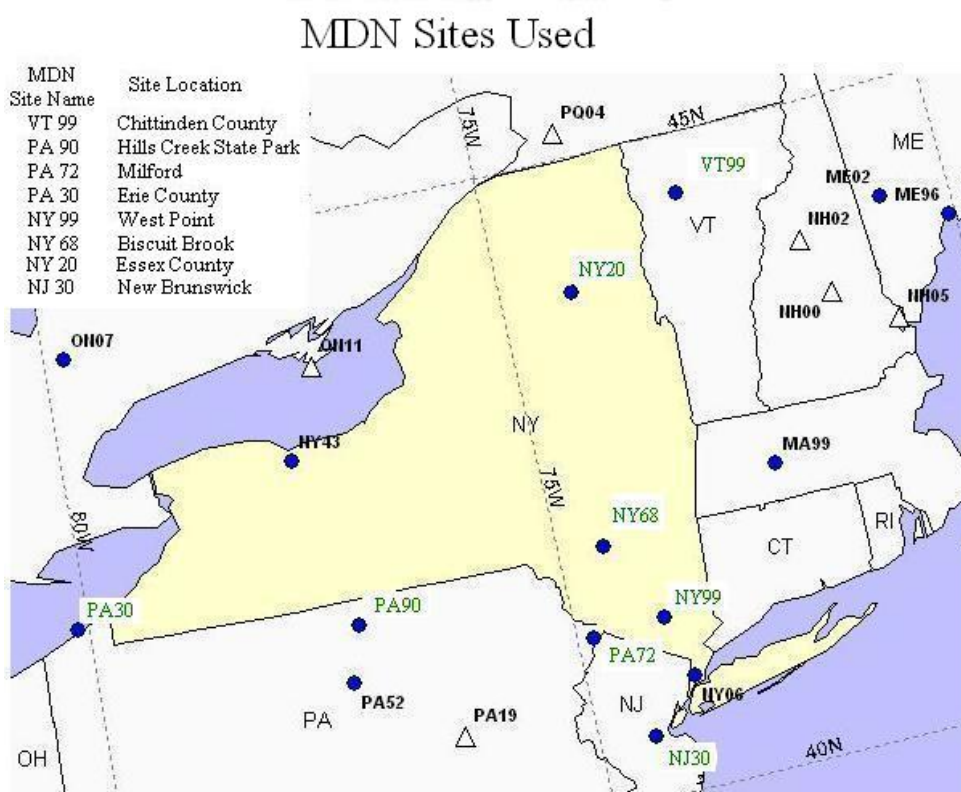 MDN Sites Used
MDN
Site Name Site Location
VT 99 Chittinden County
PA 90 Hills Creek State Park
PA 72 Milford
PA 30 Erie County
NY 99 West Point
NY 68 Biscuit Brook
NY 20 Essex County
NJ 30 New Brunswick
75W
PQ04
45N
ME
VT99
ME02
ME96
VT
NH02
NY20
NH00
NH05
ON07
ON11
NY
NY43
MA99
75W
80W
NY68
CT
RI
PA30
PA90
NY99
PA72
PA52
NY06
PA
PA19
NJ
OH
NJ30
40N